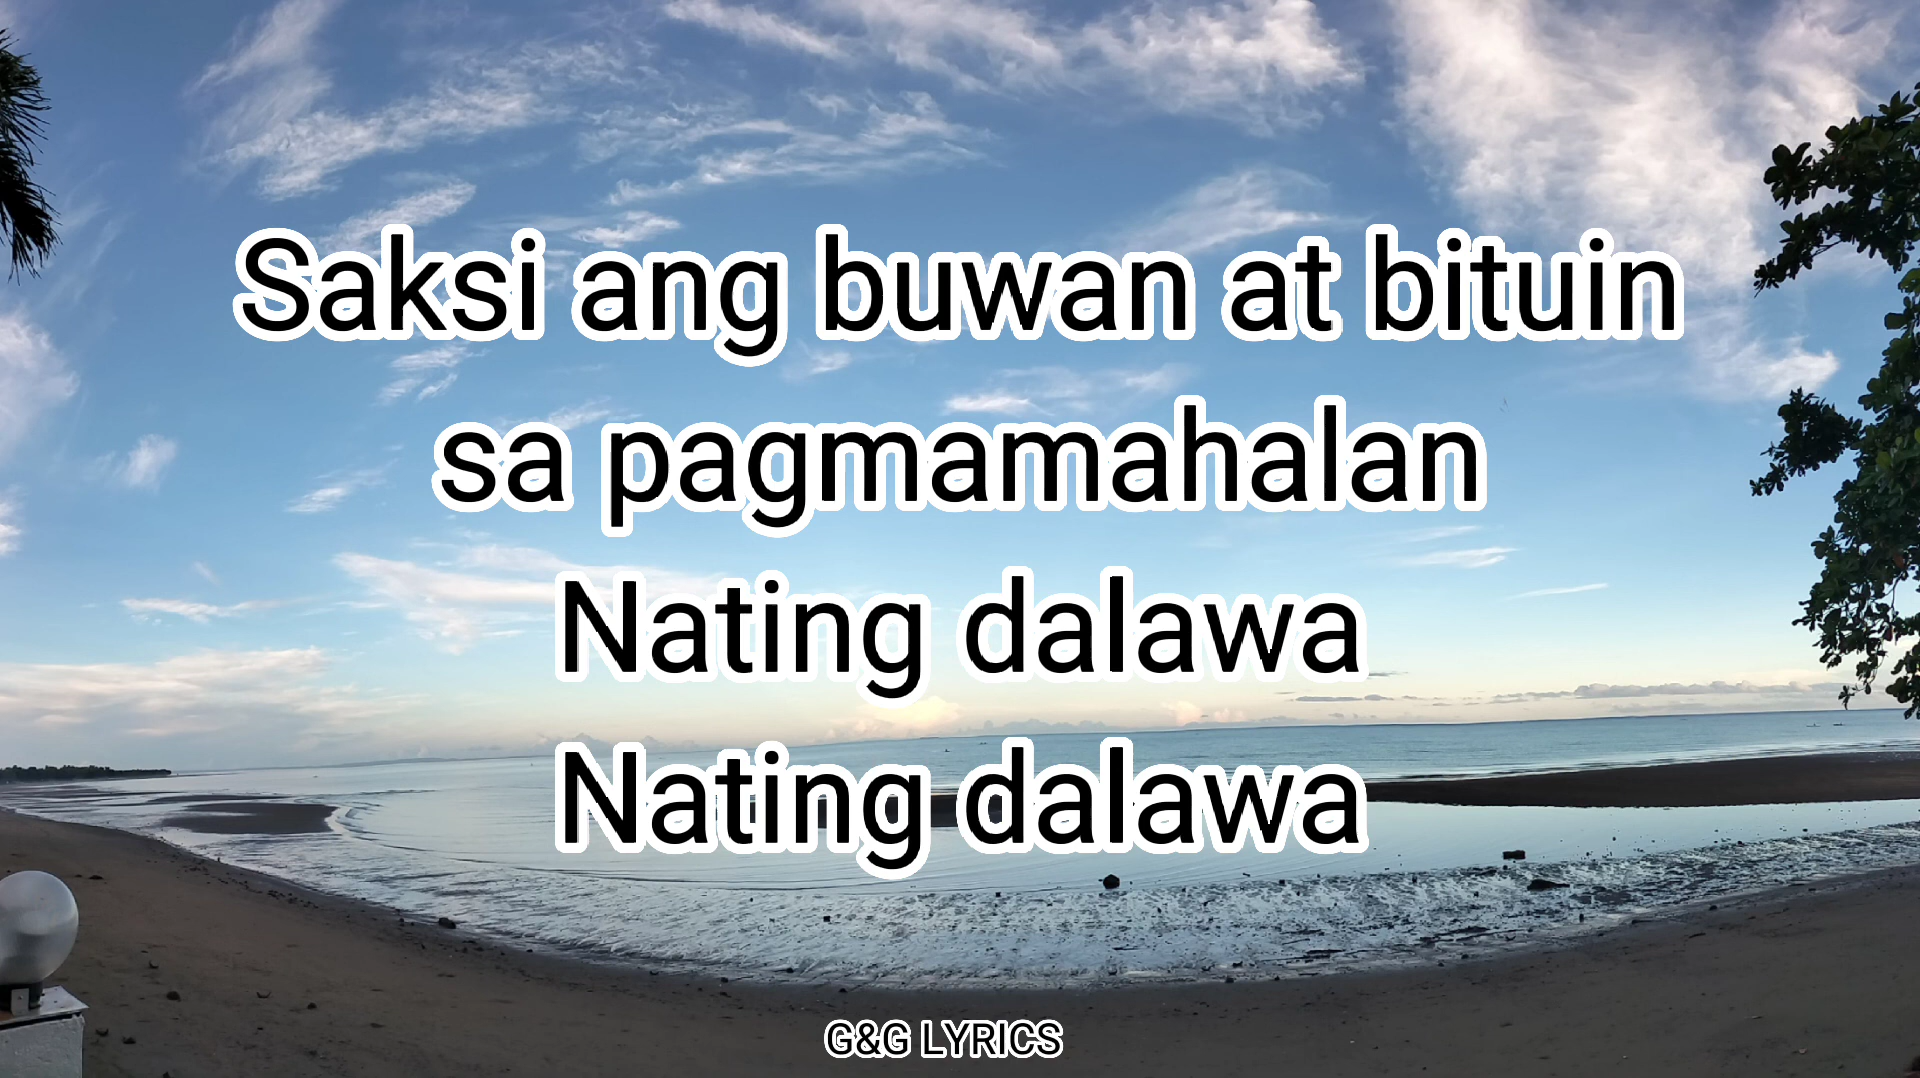 Saksi ang buwan at bituin
sa pagmamahalan
Nating dalawa
Nating dalawa
G&G LYRICS